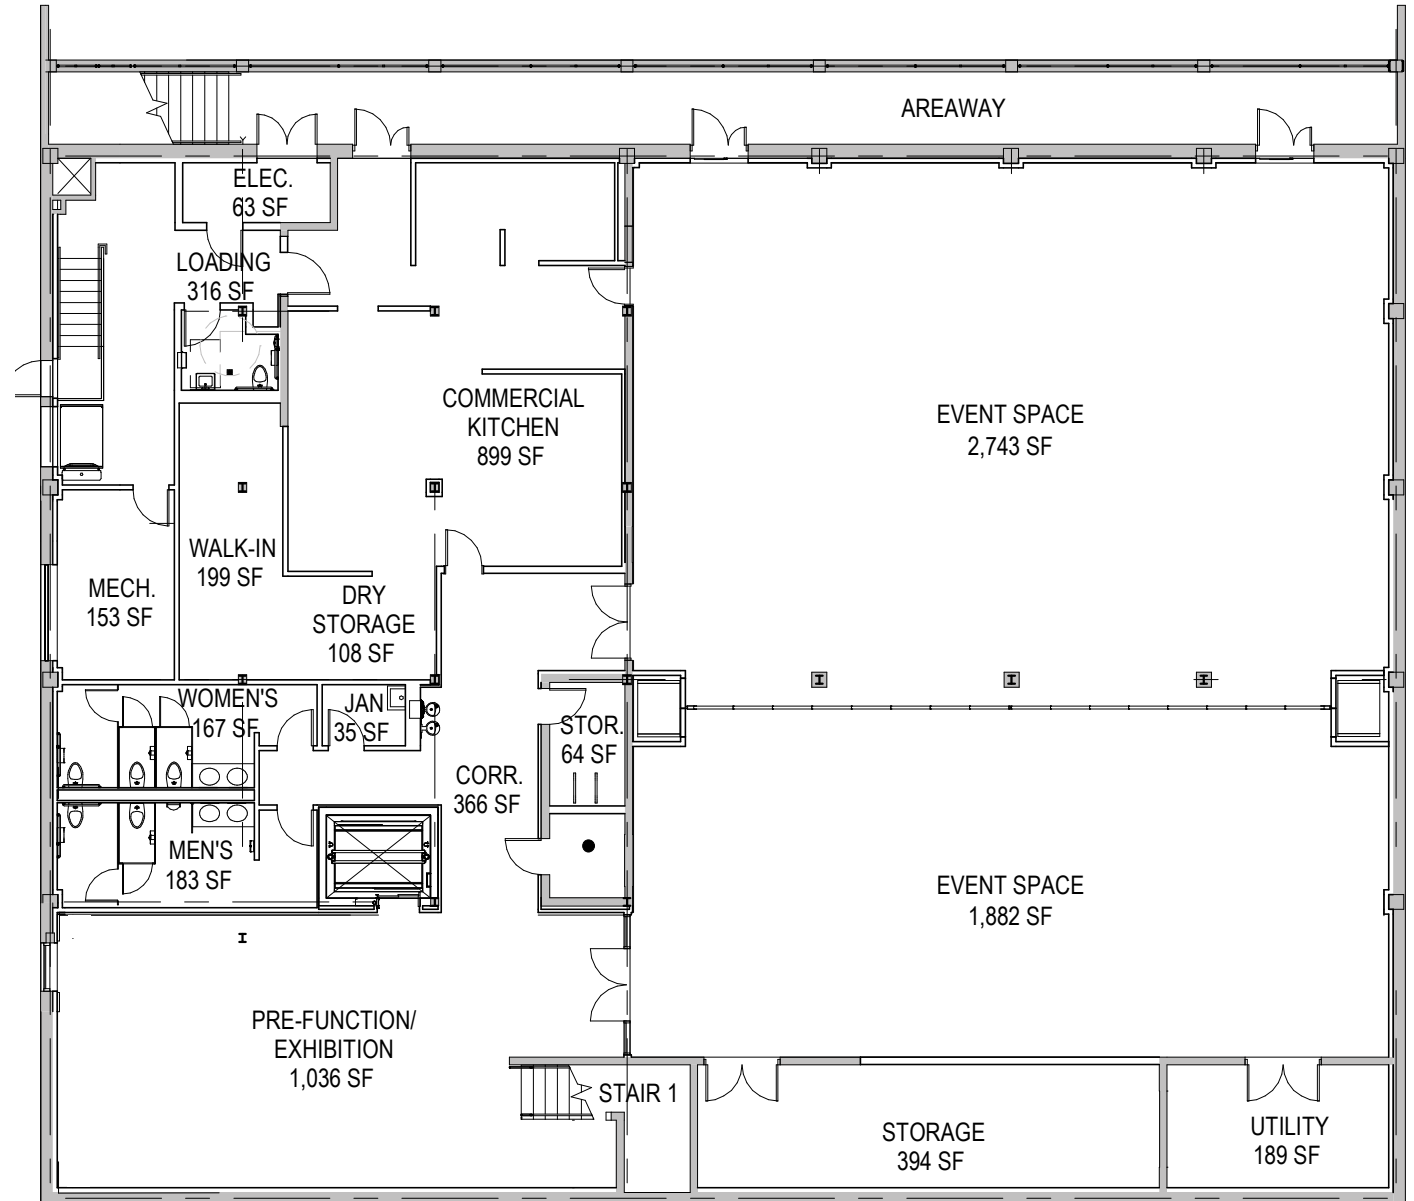 AREAWAY
ELEC.
63 SF
LOADING
316 SF
COMMERCIAL
KITCHEN
899 SF
EVENT SPACE
2,743 SF
WALK-IN
199 SF
MECH.
153 SF
DRY
STORAGE
108 SF
WOMEN'S
167 SF
JAN
35 SF
STOR.
64 SF
CORR.
366 SF
MEN'S
183 SF
EVENT SPACE
1,882 SF
PRE-FUNCTION/
EXHIBITION
1,036 SF
STAIR 1
STORAGE
394 SF
UTILITY
189 SF